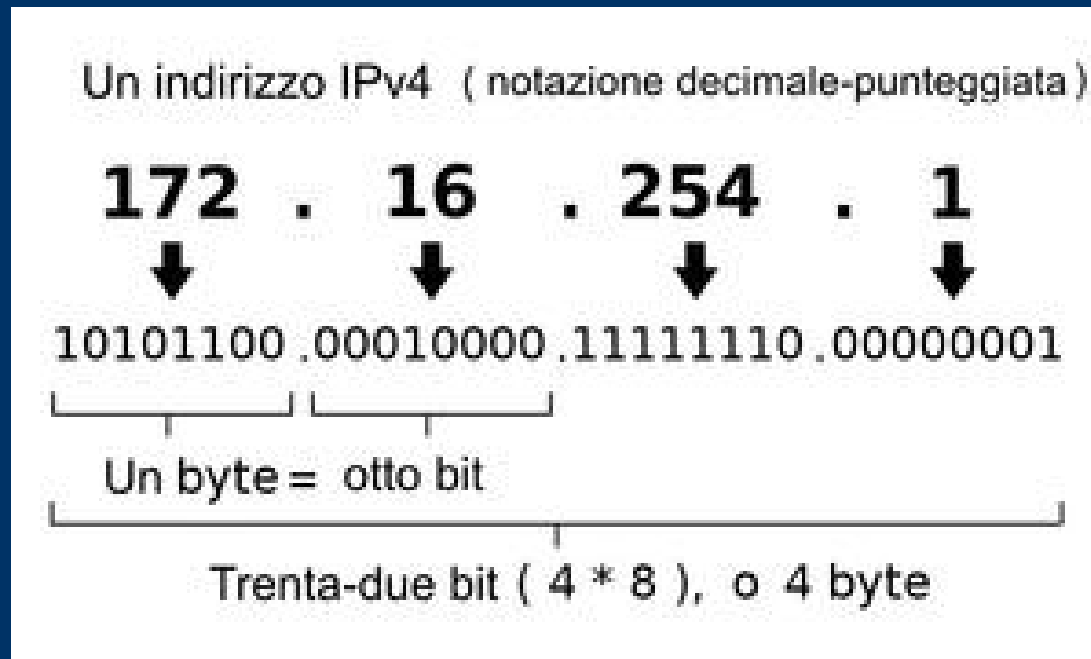 Un indirizzo IPv4 ( notazione decimale-punteggiata )
172 . 16 . 254 . 1
10101100 .00010000 .11111110 .00000001
Un byte = otto bit
Trenta-due bit ( 4 * 8 ), o 4 byte